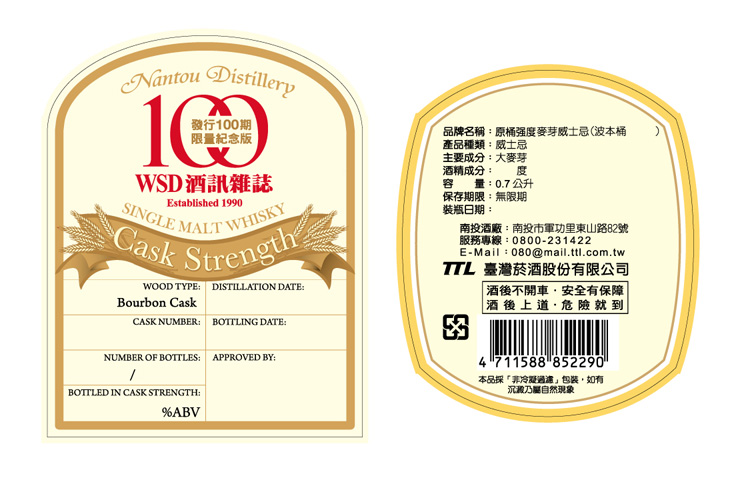 Nantou Distillery
100
發行100期
限量紀念版
WSD 酒訊雜誌
Established 1990
SINGLE MALT WHISKY
Cask Strength
WOOD TYPE:
Bourbon Cask
DISTILLATION DATE:
CASK NUMBER:
BOTLING DATE:
NUMBER OF BOTTLES:
/
APPROVED BY:
BOTTLED IN CASK STRENGTH:
%ABV
品牌名稱：原桶強度麥芽威士忌(波本桶 )
產品種類：威士忌
主要成分：大麥芽
酒精成分： 度
容 量：0.7公升
保存期限：無限期
裝瓶日期：
南投酒廠：南投市軍功里東山路82號
服務專線：0800-231422
E-Mail：080@mail.ttl.com.tw
TTL 臺灣菸酒股份有限公司
酒後不開車‧安全有保障
酒後上道‧危險就到
4 711588 852290
本品採「非冷凝過濾」包裝，如有
沉澱乃屬自然現象